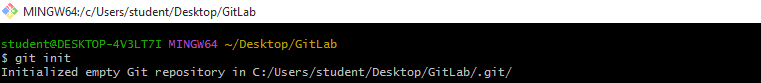 MINGW64:/c/Users/student/Desktop/GitLab
student@DESKTOP-4V3LT7I MINGW64 ~/Desktop/GitLab
$ git init
Initialized empty Git repository in C:/Users/student/Desktop/GitLab/.git/